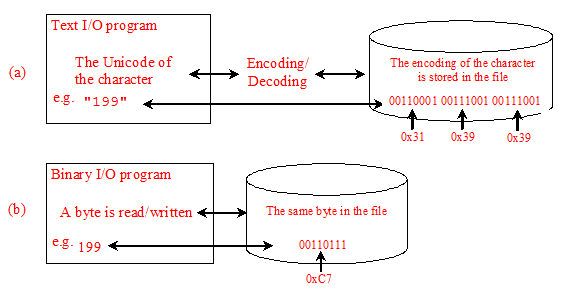 Text I/O program
The Unicode of
the character
e.g. "199"
(a)
Encoding/
Decoding
The encoding of the character
is stored in the file
00110001 00111001 00111001
0x31 0x39 0x39
Binary I/O program
(b)
A byte is read/written
e.g. 199
The same byte in the file
00110111
0xC7